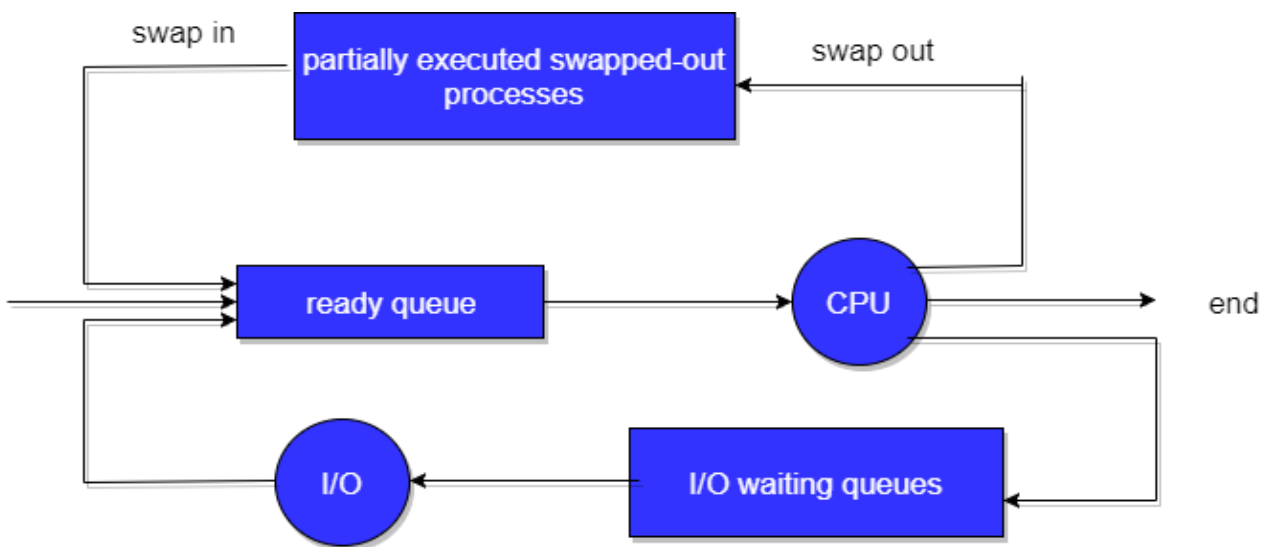 swap in
partially executed swapped-out
processes
swap out
ready queue
CPU
end
I/O
I/O waiting queues